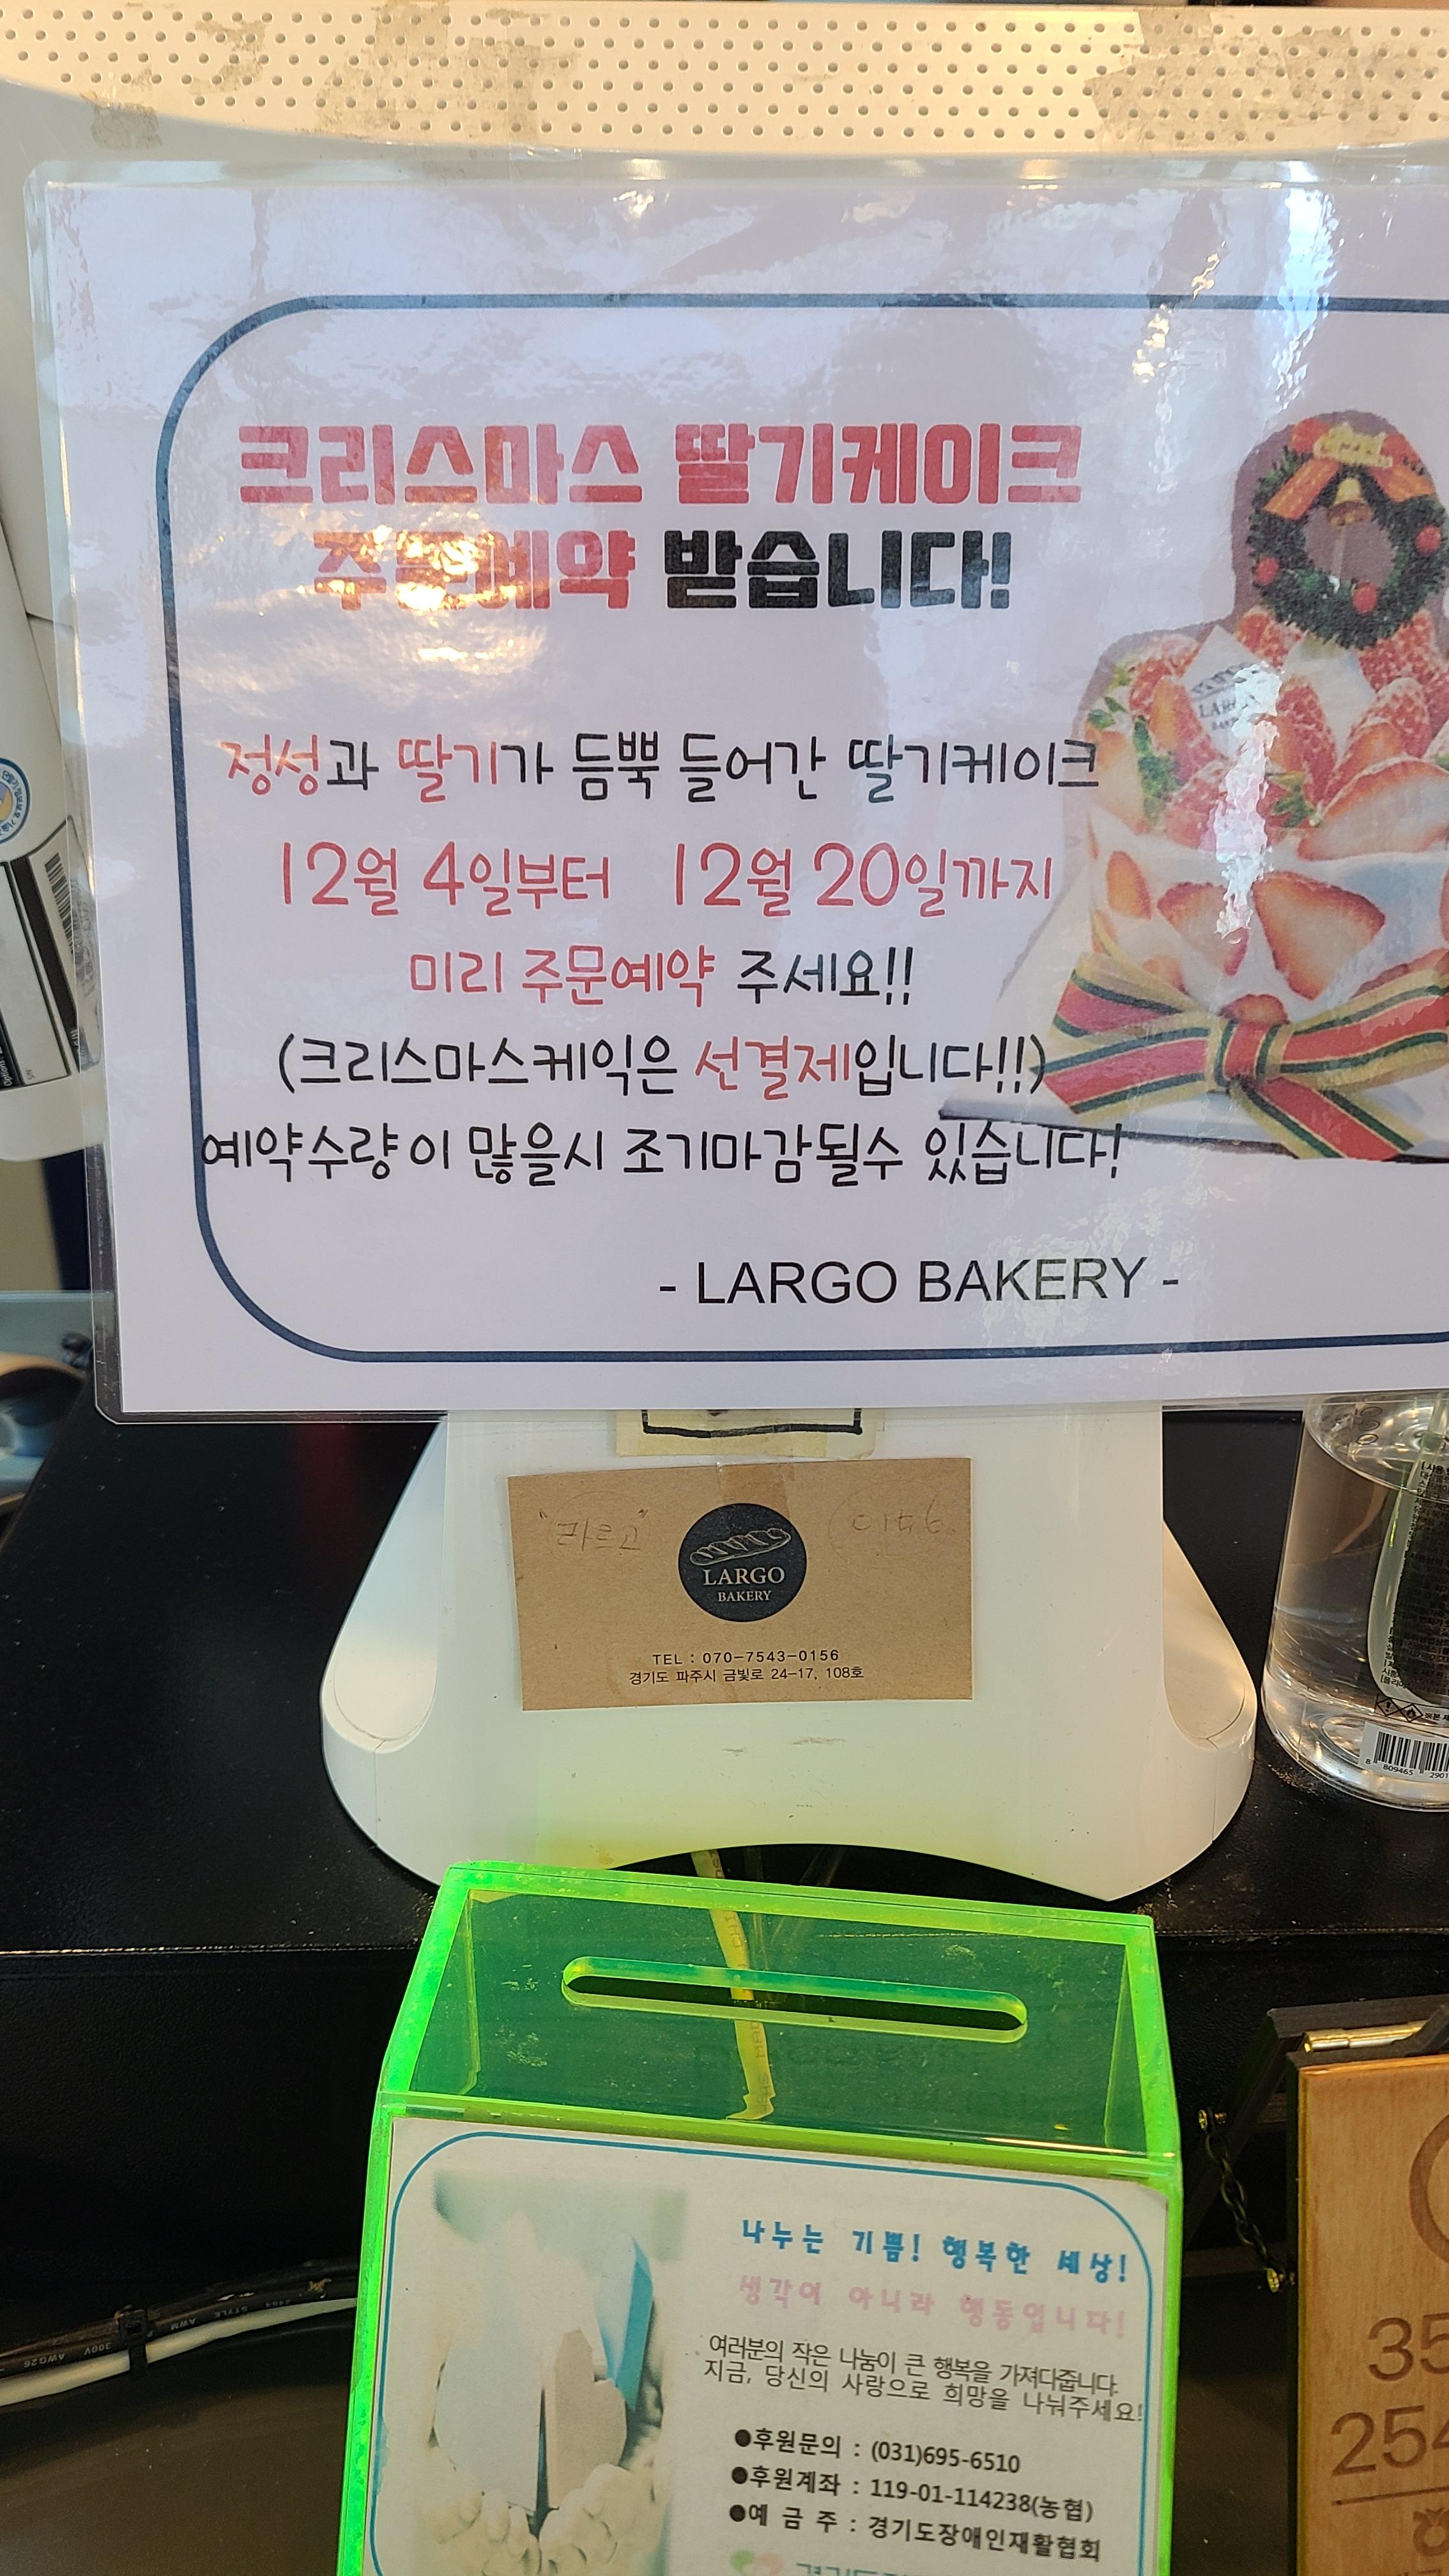 크리스마스 딸기케이크
주문예약 받습니다!
정성과 딸기가 듬뿍 들어간 딸기케이크
12월 4일부터 12월 20일까지
미리 주문예약 주세요!!
(크리스마스케익은 선결제입니다!!)
예약수량이 많을시 조기마감될수 있습니다!
- LARGO BAKERY -
"라르고"
LARGO
BAKERY
TEL : 070-7543-0156
경기도 파주시 금빛로 24-17, 108호
나누는 기쁨! 행복한 세상!
생각이 아니라 행동입니다!
여러분의 작은 나눔이 큰 행복을 가져다줍니다.
지금, 당신의 사랑으로 희망을 나눠주세요!
●후원문의 : (031)695-6510
●후원계좌 : 119-01-114238(농협)
●예 금 주 : 경기도장애인재활협회
8 809465 2901
35
254
AWG26 300V AWM STYLE 2464